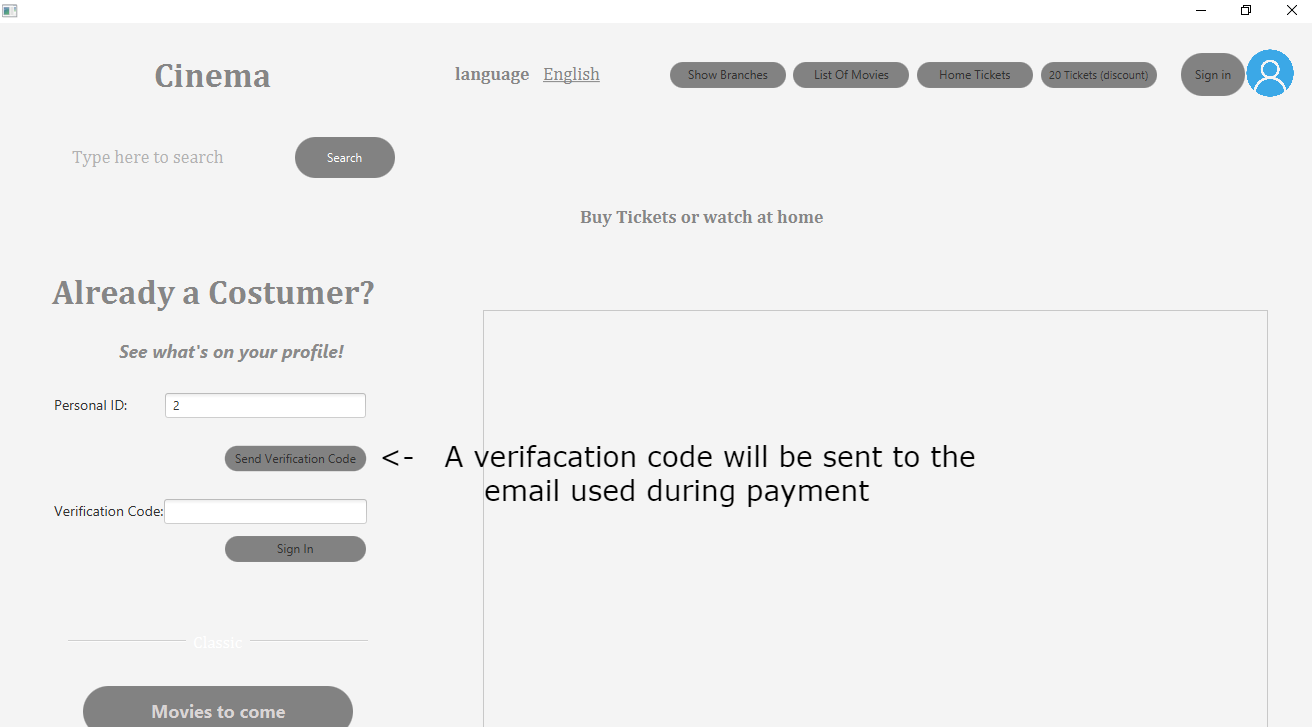 Cinema
language English
Show Branches
List Of Movies
Home Tickets
20 Tickets (discount)
Sign in
Type here to search
Search
Buy Tickets or watch at home
Already a Costumer?
See what's on your profile!
Personal ID: 2
Send Verification Code <- A verifacation code will be sent to the
email used during payment
Verification Code:
Sign In
Classic
Movies to come